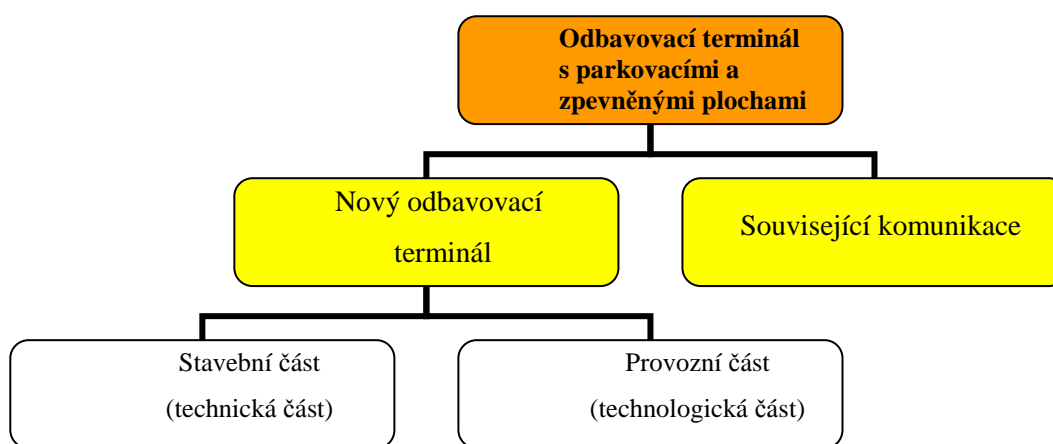 Odbavovací terminál
s parkovacími a
zpevněnými plochami
Nový odbavovací
terminál
Související komunikace
Stavební část
(technická část)
Provozní část
(technologická část)